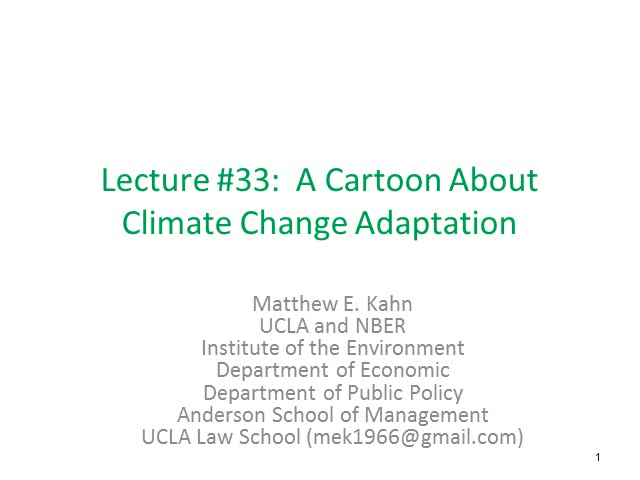 Lecture #33:  A Cartoon About
Climate Change Adaptation
Matthew E. Kahn
UCLA and NBER
Institute of the Environment
Department of Economic
Department of Public Policy
Anderson School of Management
UCLA Law School (mek1966@gmail.com)
1